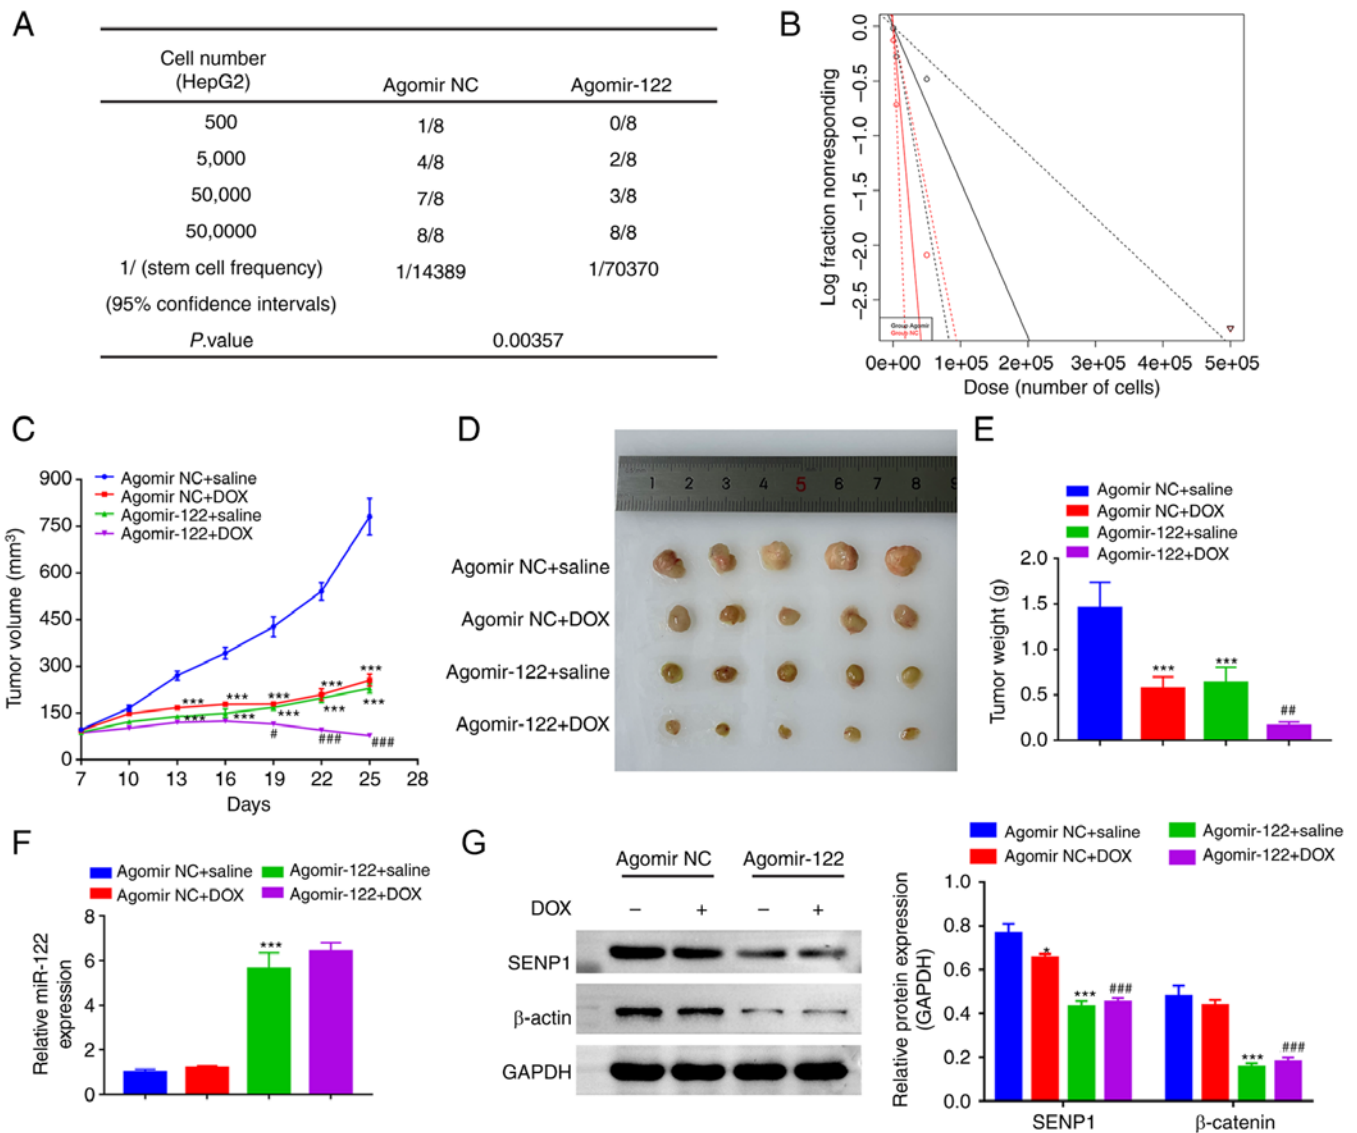 A
Cell number
(HepG2) Agomir NC Agomir-122
500 1/8 0/8
5,000 4/8 2/8
50,000 7/8 3/8
50,0000 8/8 8/8
1/ (stem cell frequency) 1/14389 1/70370
(95% confidence intervals)
P.value 0.00357
B
Log fraction nonresponding
0.0
−0.5
−1.0
−1.5
−2.0
−2.5
Group Agomir
Group NC
0e+00 1e+05 2e+05 3e+05 4e+05 5e+05
Dose (number of cells)
C
Agomir NC+saline
Agomir NC+DOX
Agomir-122+saline
Agomir-122+DOX
Tumor volume (mm³)
900
750
600
450
300
150
0
*** *** *** *** ***
*** *** *** *** ***
# ### ###
7 10 13 16 19 22 25 28
Days
D
1 2 3 4 5 6 7 8 9
Agomir NC+saline
Agomir NC+DOX
Agomir-122+saline
Agomir-122+DOX
E
Agomir NC+saline
Agomir NC+DOX
Agomir-122+saline
Agomir-122+DOX
Tumor weight (g)
2.0
1.5
1.0
0.5
0.0
*** *** ##
F
Agomir NC+saline Agomir-122+saline
Agomir NC+DOX Agomir-122+DOX
Relative miR-122
expression
8
6
4
2
0
***
G
Agomir NC Agomir-122
DOX − + − +
SENP1
β-actin
GAPDH
Agomir NC+saline Agomir-122+saline
Agomir NC+DOX Agomir-122+DOX
Relative protein expression
(GAPDH)
1.0
0.8
0.6
0.4
0.2
0.0
* *** ### *** ###
SENP1 β-catenin